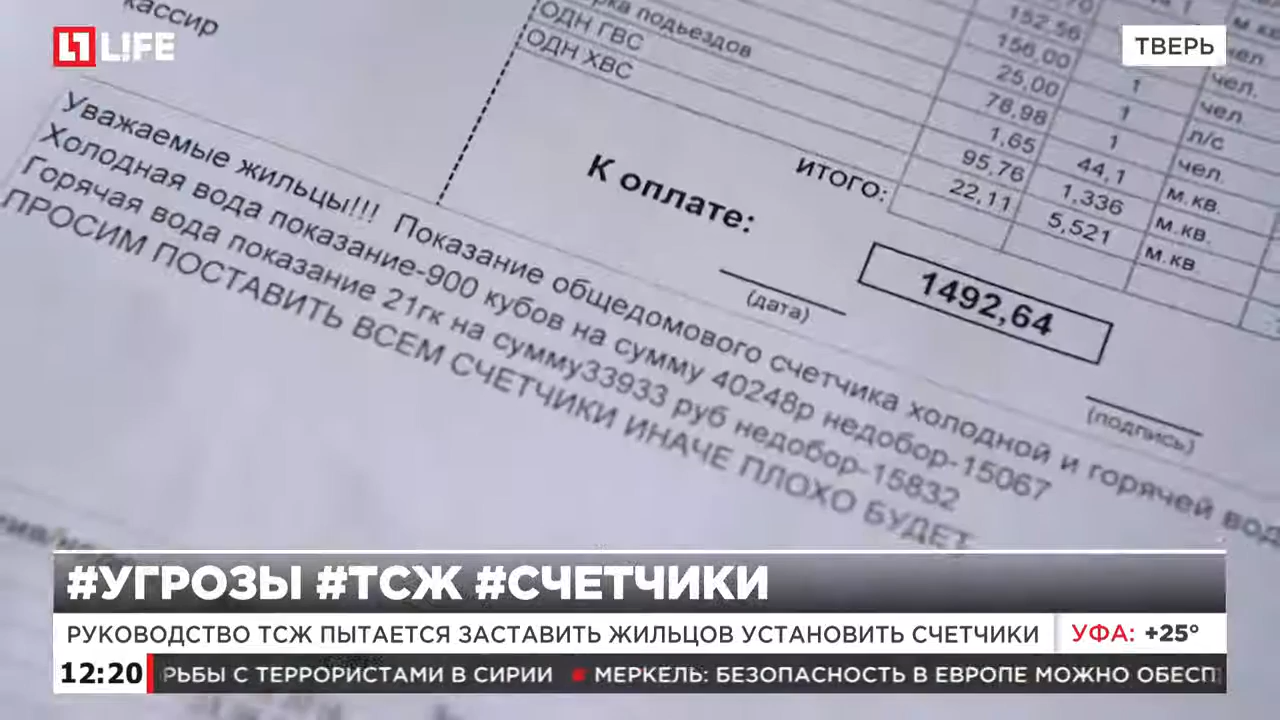 LIFE
ТВЕРЬ
кассир
подъездов
ОДН ГВС
ОДН ХВС
152,56
156,00
25,00
78,98
1,65
95,76
22,11
1
1
1
44,1
1,336
5,521
м.к
чел.
чел.
л/с
чел.
м.кв.
м.кв.
м.кв.
ИТОГО:
К оплате:
1492,64
(дата)
(подпись)
Уважаемые жильцы!!! Показание общедомового счетчика холодной и горячей вод
Холодная вода показание-900 кубов на сумму 40248р недобор-15067
Горячая вода показание 21гк на сумму33933 руб недобор-15832
ПРОСИМ ПОСТАВИТЬ ВСЕМ СЧЕТЧИКИ ИНАЧЕ ПЛОХО БУДЕТ
#УГРОЗЫ #ТСЖ #СЧЕТЧИКИ
РУКОВОДСТВО ТСЖ ПЫТАЕТСЯ ЗАСТАВИТЬ ЖИЛЬЦОВ УСТАНОВИТЬ СЧЕТЧИКИ
УФА: +25°
12:20
РЬБЫ С ТЕРРОРИСТАМИ В СИРИИ ■ МЕРКЕЛЬ: БЕЗОПАСНОСТЬ В ЕВРОПЕ МОЖНО ОБЕСП